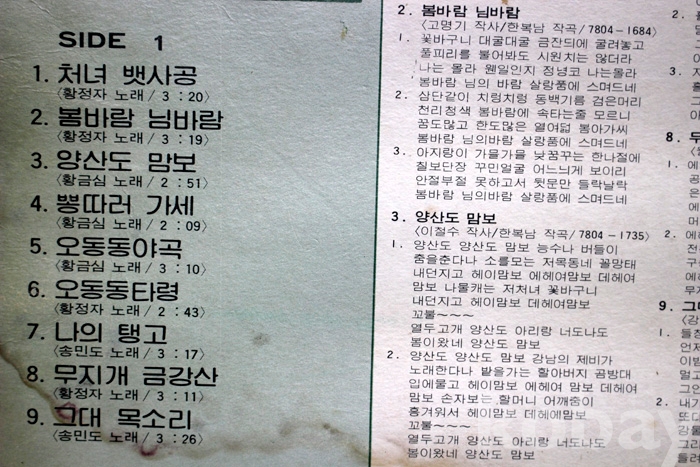 SIDE 1
1. 처녀 뱃사공
〈황정자 노래 / 3 : 20〉
2. 봄바람 님바람
〈황정자 노래 / 3 : 19〉
3. 양산도 맘보
〈황금심 노래 / 2 : 51〉
4. 뽕따러 가세
〈황금심 노래 / 2 : 09〉
5. 오동동야곡
〈황금심 노래 / 3 : 10〉
6. 오동동타령
〈황정자 노래 / 2 : 43〉
7. 나의 탱고
〈송민도 노래 / 3 : 17〉
8. 무지개 금강산
〈황정자 노래 / 3 : 11〉
9. 그대 목소리
〈송민도 노래 / 3 : 26〉
2. 봄바람 님바람
〈고명기 작사/한복남 작곡/7804-1684〉
1. 꽃바구니 대굴대굴 금잔듸에 굴려놓고
풀피리를 불어봐도 시원치는 않더라
나는 몰라 웬일인지 정녕코 나는몰라
봄바람 님의 바람 살랑품에 스며드네
2. 삼단같이 치렁치렁 동백기름 검은머리
천리청색 봄바람에 속타는줄 모르니
꿈도많고 한도많은 열여덟 봄아가씨
봄바람 님의바람 살랑품에 스며드네
3. 아지랑이 가물가물 낮꿈꾸는 한나절에
칠보단장 꾸민얼굴 어느님게 보이리
안절부절 못하고서 뒷문만 들락날락
봄바람 님의바람 살랑품에 스며드네
3. 양산도 맘보
〈이철수 작사/한복남 작곡/7804-1735〉
1. 양산도 양산도 맘보 능수나 버들이
춤을춘다나 소를모는 저목동네 꼴망태
내던지고 헤이맘보 에헤여맘보 데헤여
맘보 나물캐는 저처녀 꽃바구니
내던지고 헤이맘보 데헤여맘보
꼬불~~~
열두고개 양산도 아리랑 너도나도
봄이왔네 양산도 맘보
2. 양산도 양산도 맘보 강남의 제비가
노래한다나 밭을가는 할아버지 곰방대
입에물고 헤이맘보 에헤여 맘보 데헤여
맘보 손자보는 할머니 어깨춤이
흥겨워서 헤이맘보 데헤여맘보
꼬불~~~
열두고개 양산도 아리랑 너도나도
봄이왔네 양산도 맘보